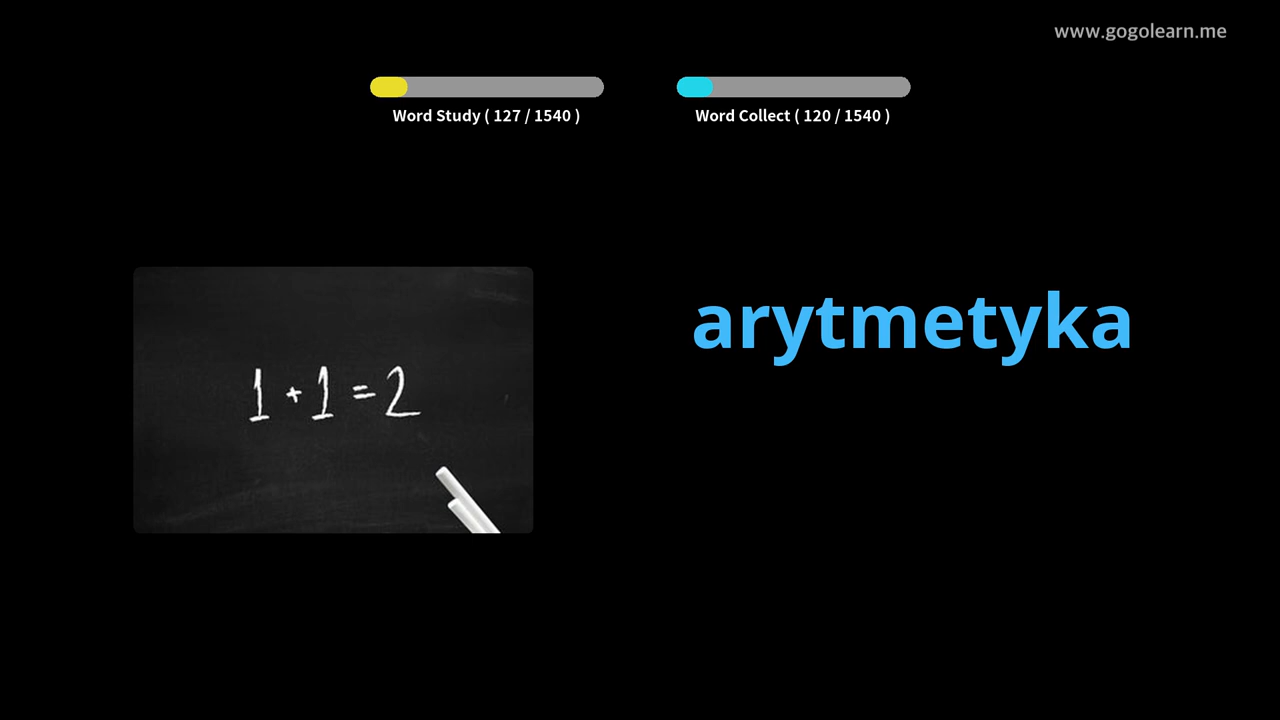 www.gogolearn.me
Word Study ( 127 / 1540 )
Word Collect ( 120 / 1540 )
arytmetyka
1 + 1 = 2